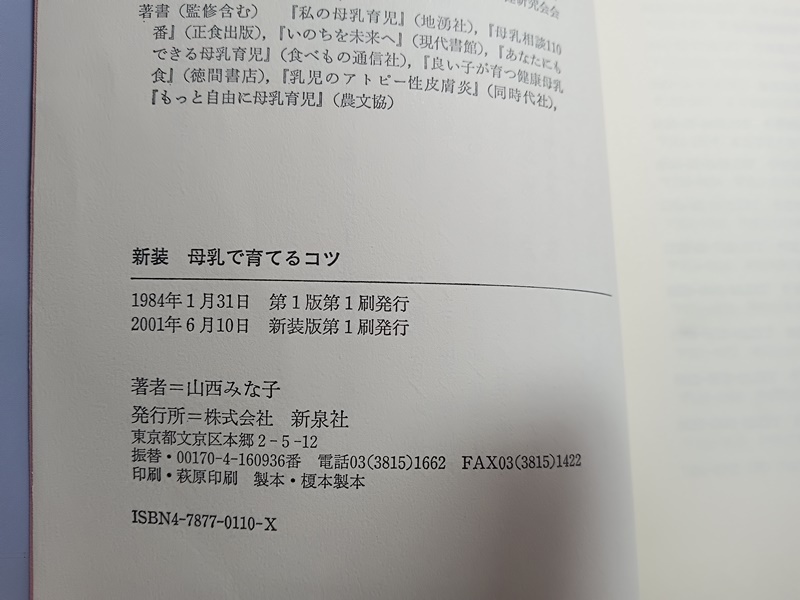 研究会会
著書（監修含む）　『私の母乳育児』（地湧社），『母乳相談110
番』（正食出版），『いのちを未来へ』（現代書館），『あなたにも
できる母乳育児』（食べもの通信社），『良い子が育つ健康母乳
食』（徳間書店），『乳児のアトピー性皮膚炎』（同時代社），
『もっと自由に母乳育児』（農文協）
新装　母乳で育てるコツ
1984年1月31日　第1版第1刷発行
2001年6月10日　新装版第1刷発行
著者＝山西みな子
発行所＝株式会社　新泉社
東京都文京区本郷2-5-12
振替・00170-4-160936番　電話03(3815)1662　FAX03(3815)1422
印刷・萩原印刷　製本・榎本製本
ISBN4-7877-0110-X